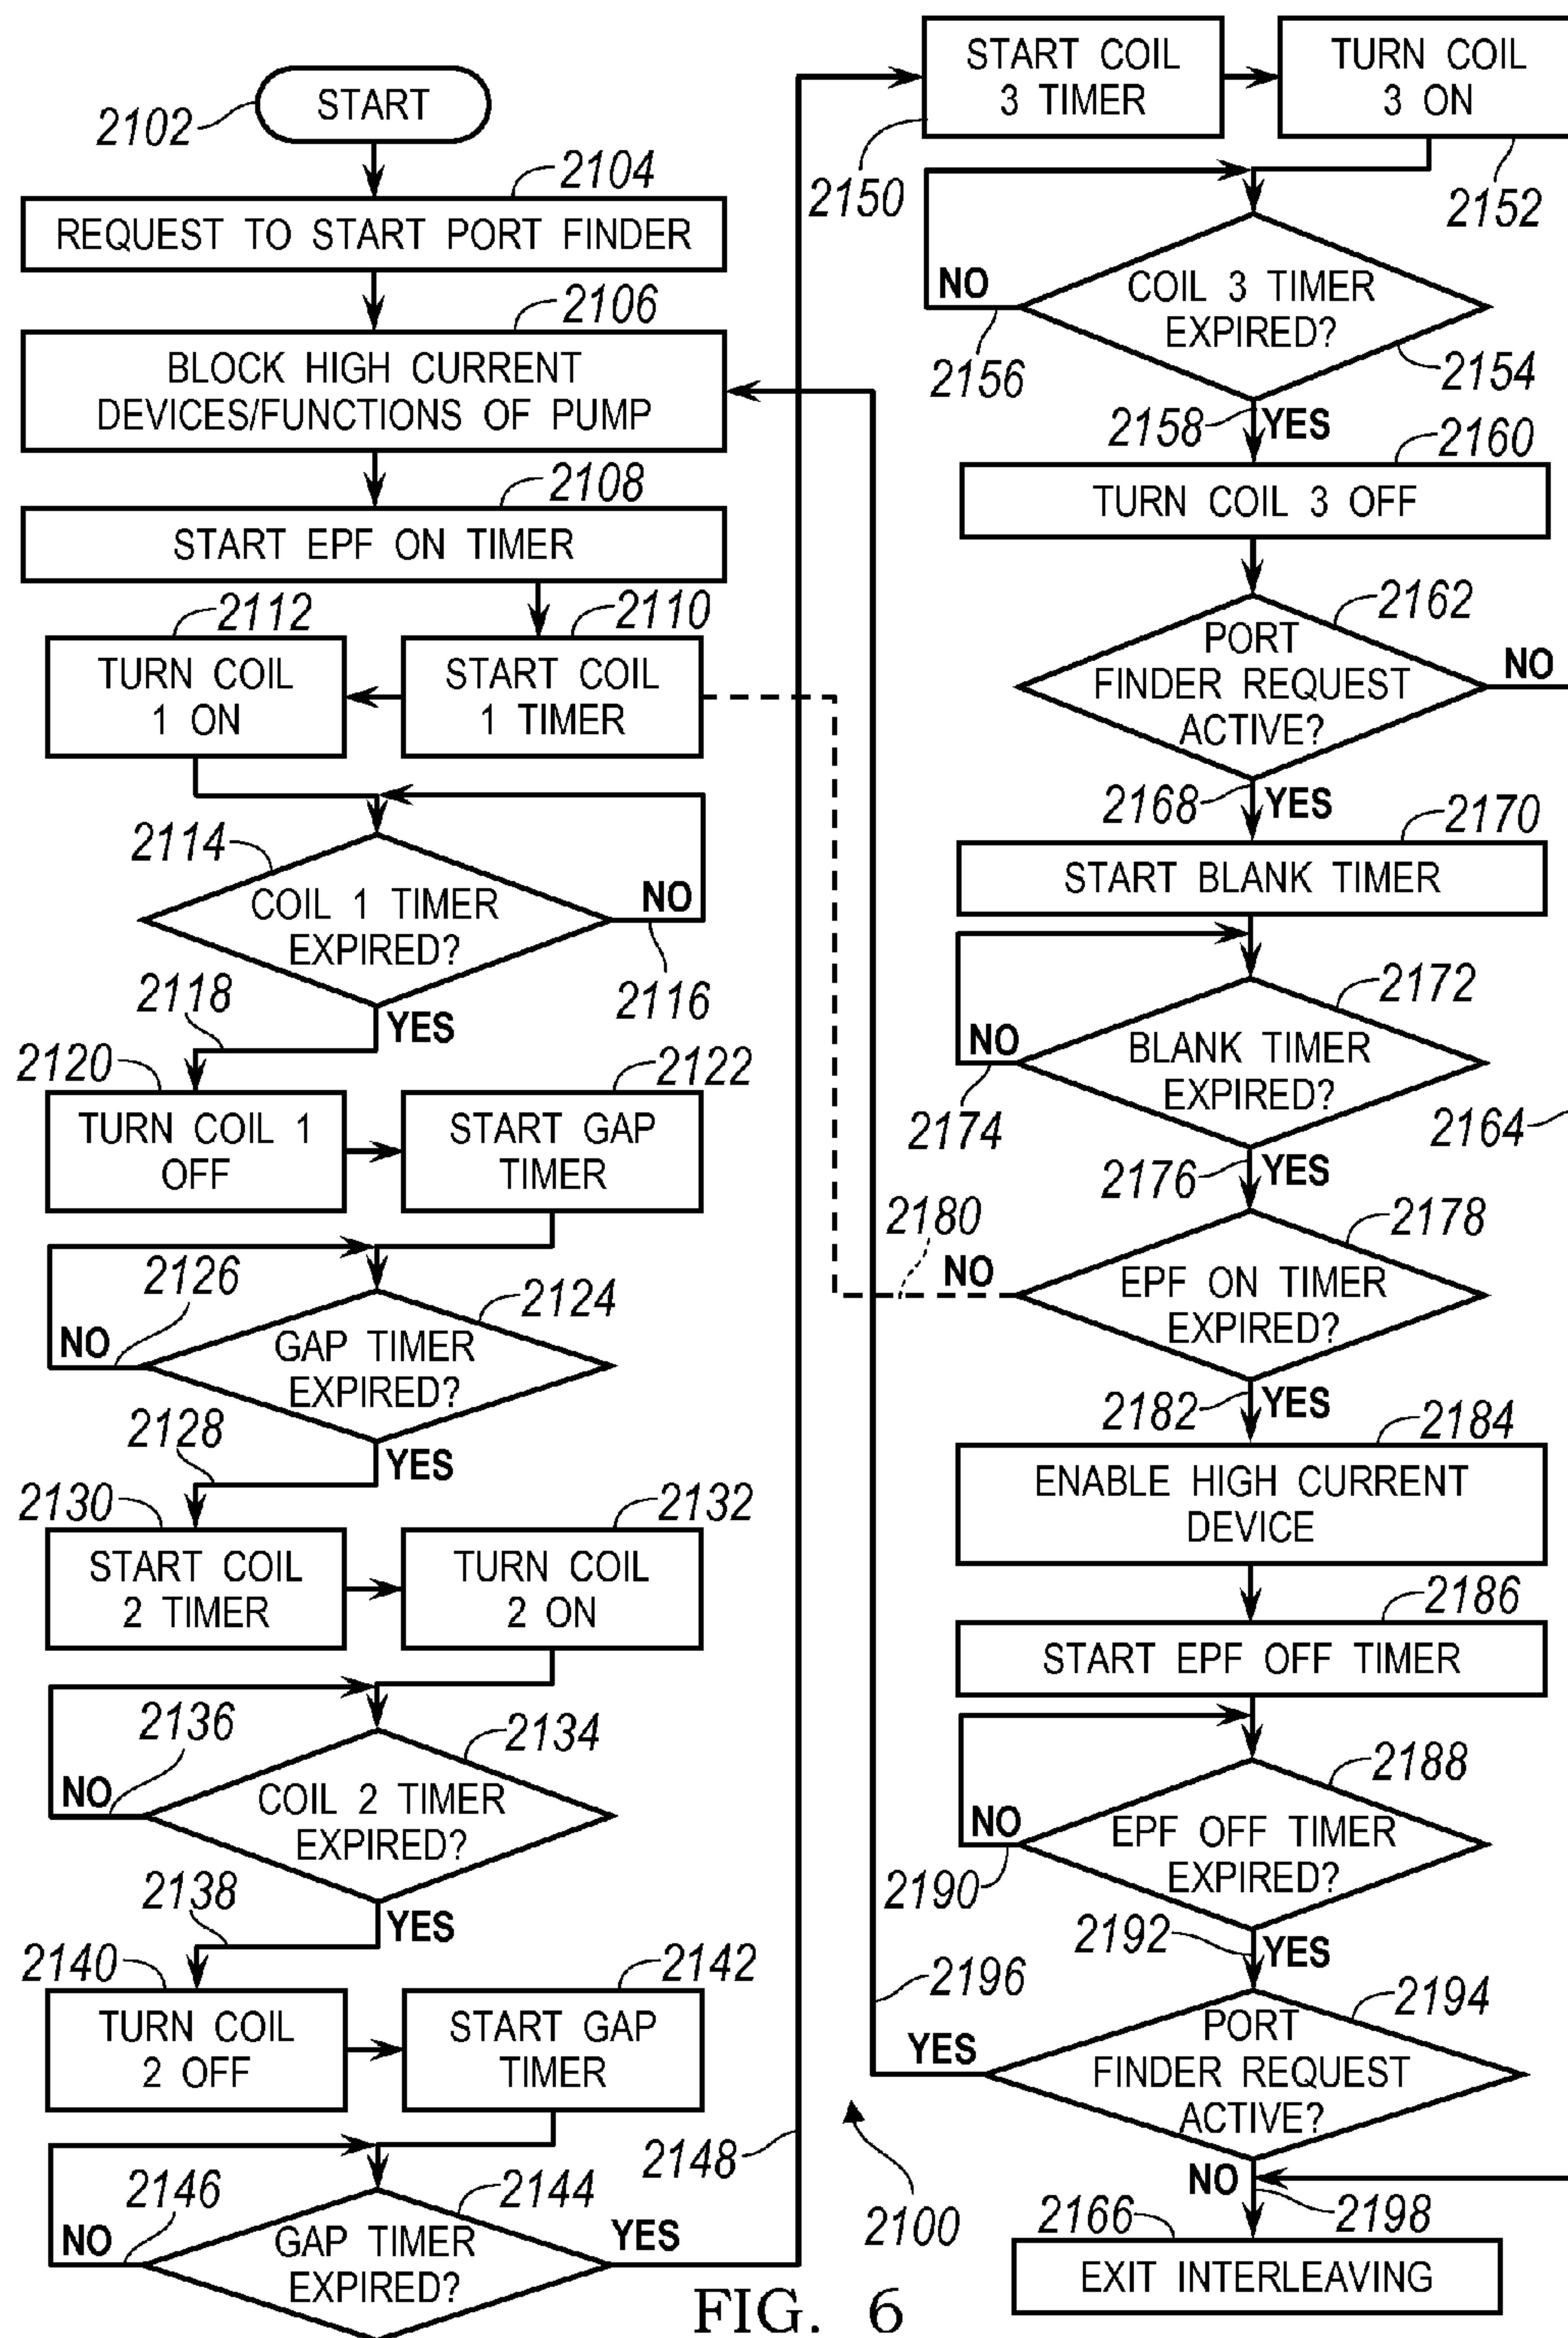 START
2102
2104
REQUEST TO START PORT FINDER
2106
BLOCK HIGH CURRENT
DEVICES/FUNCTIONS OF PUMP
2108
START EPF ON TIMER
2112
2110
TURN COIL
1 ON
START COIL
1 TIMER
2114
COIL 1 TIMER
EXPIRED?
NO
2116
2118
YES
2120
2122
TURN COIL 1
OFF
START GAP
TIMER
2126
2124
NO
GAP TIMER
EXPIRED?
2128
YES
2130
2132
START COIL
2 TIMER
TURN COIL
2 ON
2136
2134
NO
COIL 2 TIMER
EXPIRED?
2138
YES
2140
2142
TURN COIL
2 OFF
START GAP
TIMER
2146
2144
NO
GAP TIMER
EXPIRED?
YES
2148
START COIL
3 TIMER
TURN COIL
3 ON
2150
2152
NO
COIL 3 TIMER
EXPIRED?
2156
2154
2158
YES
2160
TURN COIL 3 OFF
2162
PORT
FINDER REQUEST
ACTIVE?
NO
2168
YES
2170
START BLANK TIMER
2172
NO
BLANK TIMER
EXPIRED?
2174
2164
2176
YES
2178
2180
NO
EPF ON TIMER
EXPIRED?
2182
YES
2184
ENABLE HIGH CURRENT
DEVICE
2186
START EPF OFF TIMER
2188
NO
EPF OFF TIMER
EXPIRED?
2190
2192
YES
2196
2194
YES
PORT
FINDER REQUEST
ACTIVE?
2100
NO
2198
2166
EXIT INTERLEAVING
FIG. 6